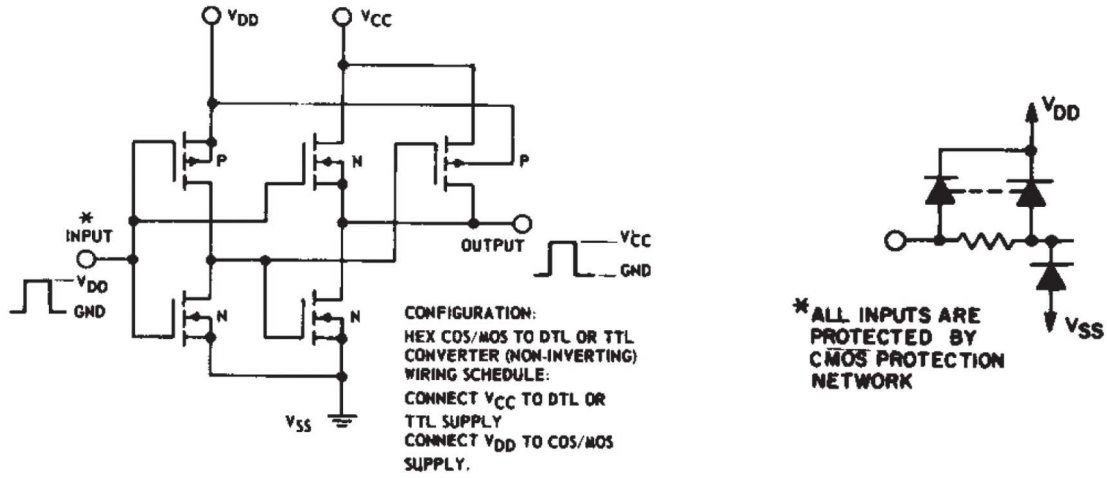 VDD
VCC
P
N
P
*
INPUT
OUTPUT
VCC
GND
VDD
GND
N
N
VSS
CONFIGURATION:
HEX COS/MOS TO DTL OR TTL
CONVERTER (NON-INVERTING)
WIRING SCHEDULE:
CONNECT VCC TO DTL OR
TTL SUPPLY
CONNECT VDD TO COS/MOS
SUPPLY.
VDD
VSS
*ALL INPUTS ARE
PROTECTED BY
CMOS PROTECTION
NETWORK